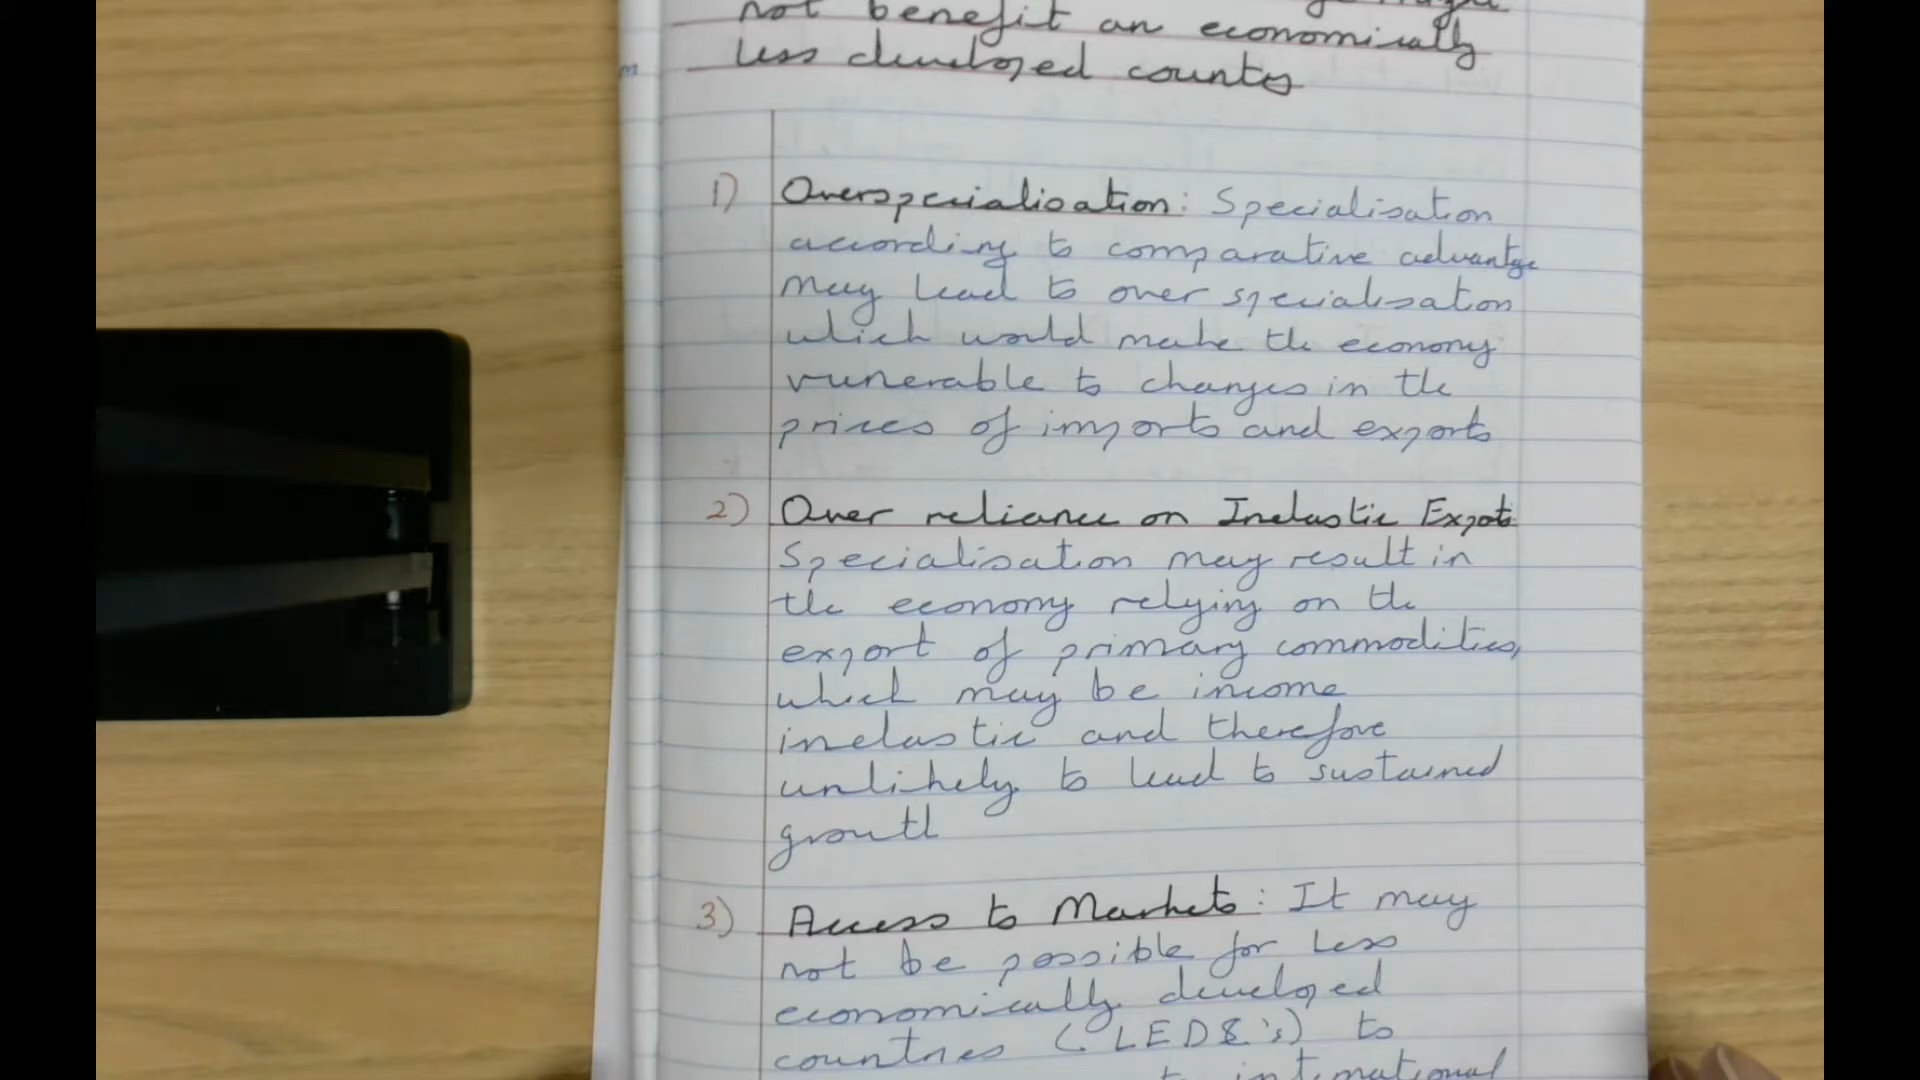 not benefit an economically
less developed county
1) Overspecialisation: Specialisation
according to comparative advantage
may lead to over specialisation
which would make the economy
vunerable to changes in the
prices of imports and exports
2) Over reliance on Inelastic Exports
Specialisation may result in
the economy relying on the
export of primary commodities,
which may be income
inelastic and therefore
unlikely to lead to sustained
growth
3) Access to Markets: It may
not be possible for less
economically developed
countries (LEDC's) to
international